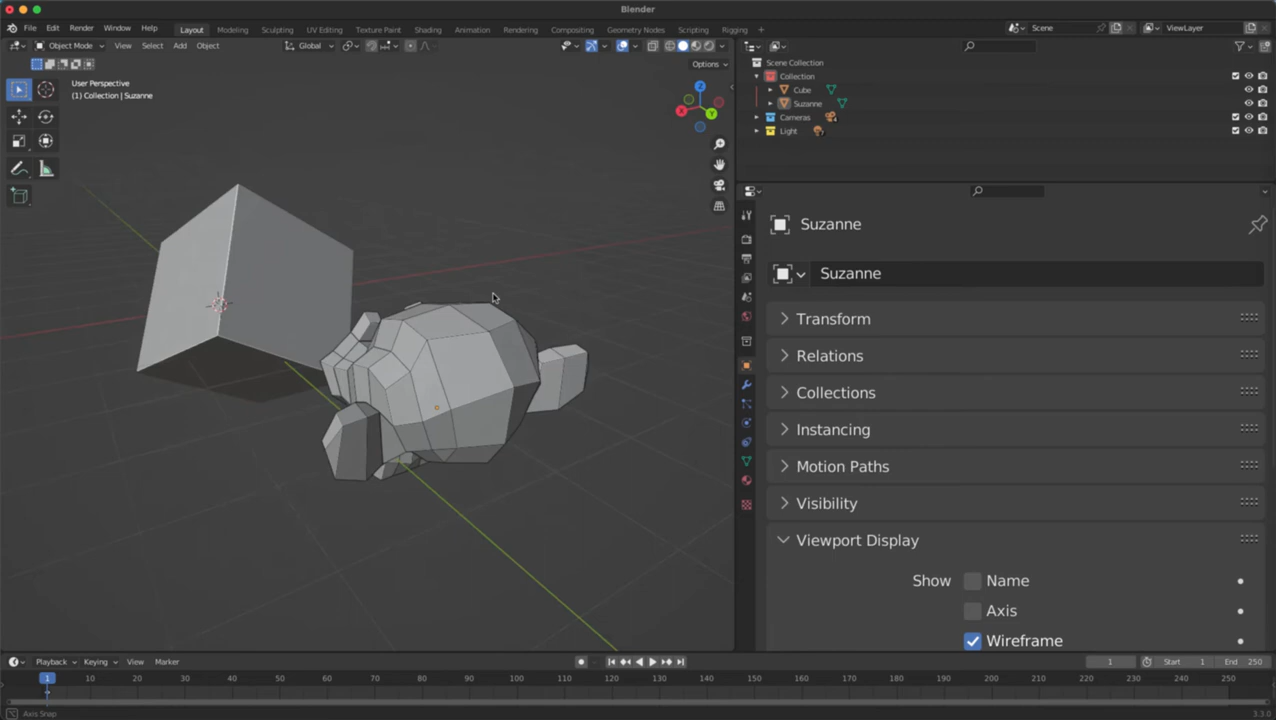 Blender
File Edit Render Window Help Layout Modeling Sculpting UV Editing Texture Paint Shading Animation Rendering Compositing Geometry Nodes Scripting Rigging + Scene ViewLayer
Object Mode View Select Add Object Global
Options
User Perspective
(1) Collection | Suzanne
Z
X
Y
Scene Collection
Collection
Cube
Suzanne
Cameras
Light
Suzanne
Suzanne
Transform
Relations
Collections
Instancing
Motion Paths
Visibility
Viewport Display
Show Name
Axis
Wireframe
Playback Keying View Marker 1 Start 1 End 250
1 10 20 30 40 50 60 70 80 90 100 110 120 130 140 150 160 170 180 190 200 210 220 230 240 250
Axis Snap 3.3.0